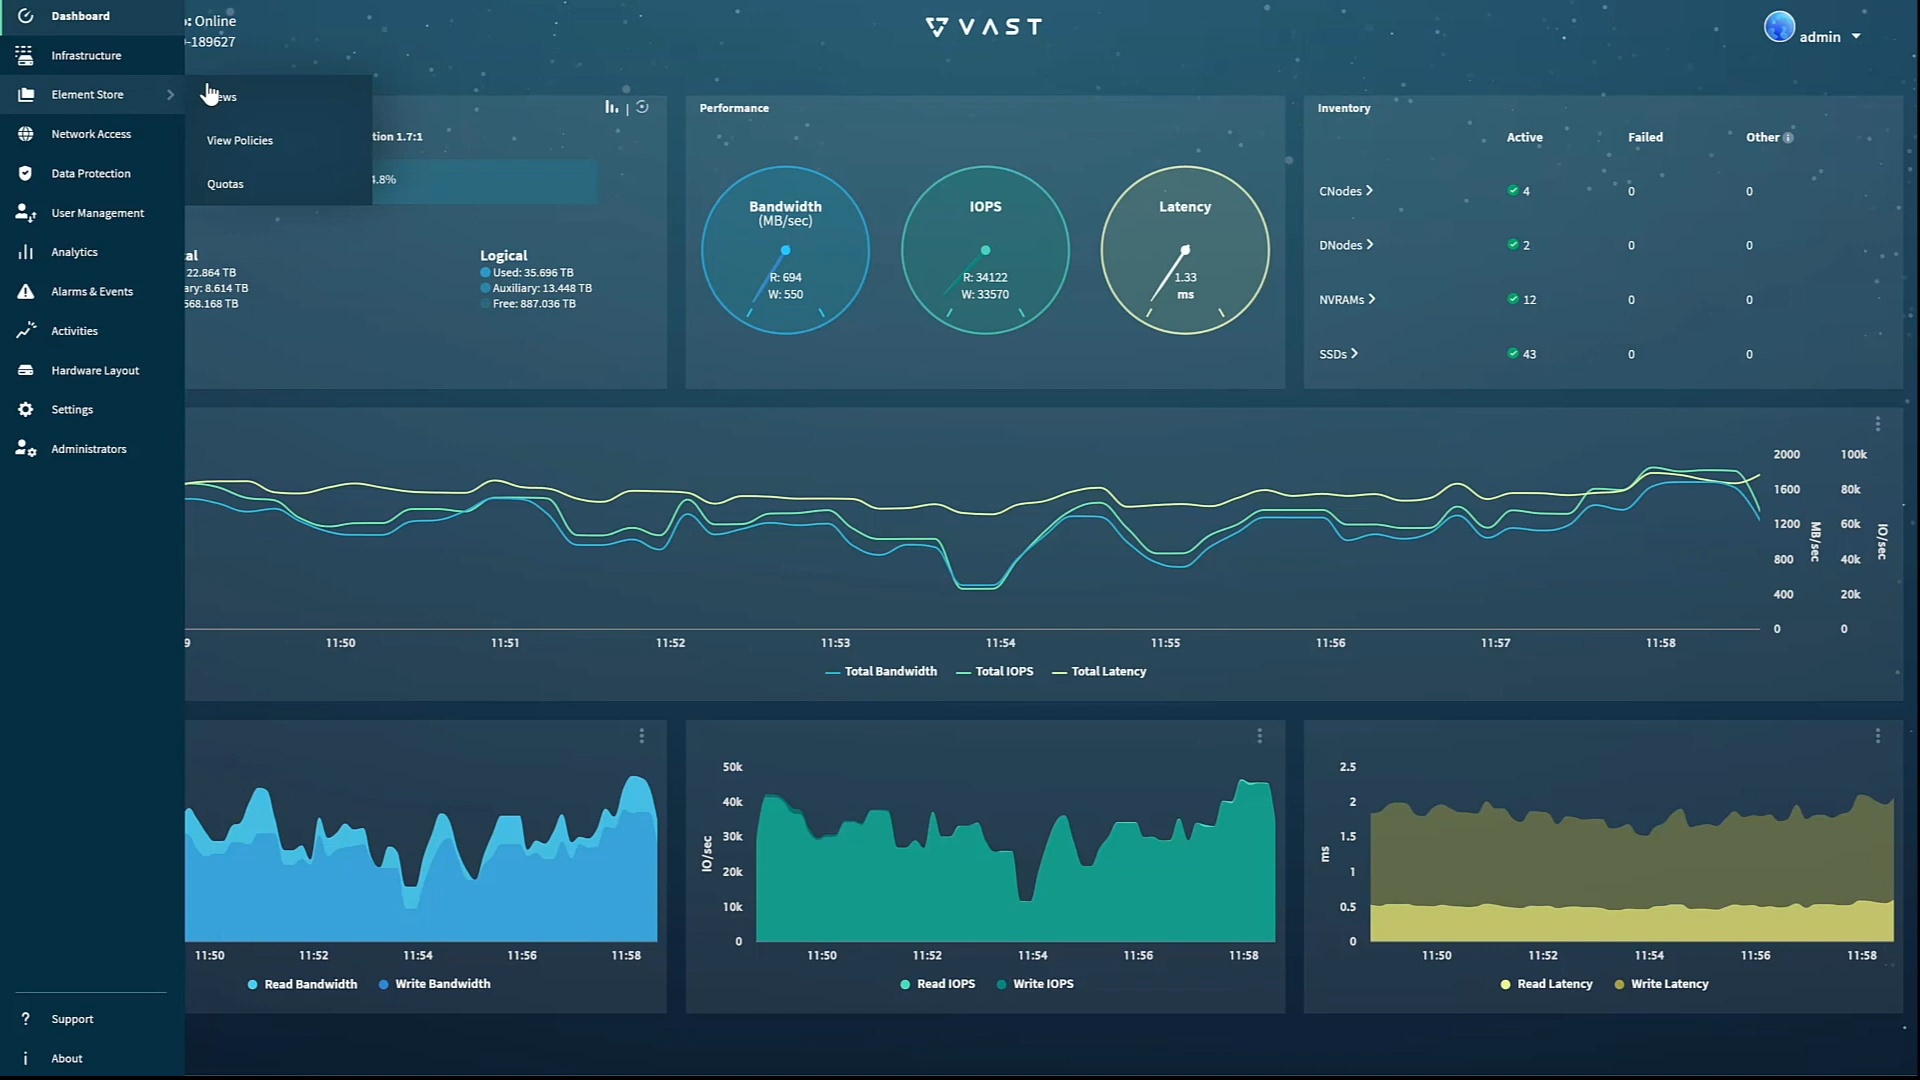 Dashboard
: Online
-189627
VAST
admin
Infrastructure
Element Store
Network Access
Data Protection
User Management
Analytics
Alarms & Events
Activities
Hardware Layout
Settings
Administrators
Support
About
View Policies
Quotas
tion 1.7:1
4.8%
al
22.864 TB
ary: 8.614 TB
568.168 TB
Logical
Used: 35.696 TB
Auxiliary: 13.448 TB
Free: 887.036 TB
Performance
Bandwidth
(MB/sec)
R: 694
W: 550
IOPS
R: 34122
W: 33570
Latency
1.33
ms
Inventory
Active Failed Other
CNodes 4 0 0
DNodes 2 0 0
NVRAMs 12 0 0
SSDs 43 0 0
2000 100k
1600 80k
1200 60k
800 40k
400 20k
0 0
MB/sec
IO/sec
9 11:50 11:51 11:52 11:53 11:54 11:55 11:56 11:57 11:58
Total Bandwidth Total IOPS Total Latency
11:50 11:52 11:54 11:56 11:58
Read Bandwidth Write Bandwidth
50k
40k
30k
20k
10k
0
IO/sec
11:50 11:52 11:54 11:56 11:58
Read IOPS Write IOPS
2.5
2
1.5
1
0.5
0
ms
11:50 11:52 11:54 11:56 11:58
Read Latency Write Latency